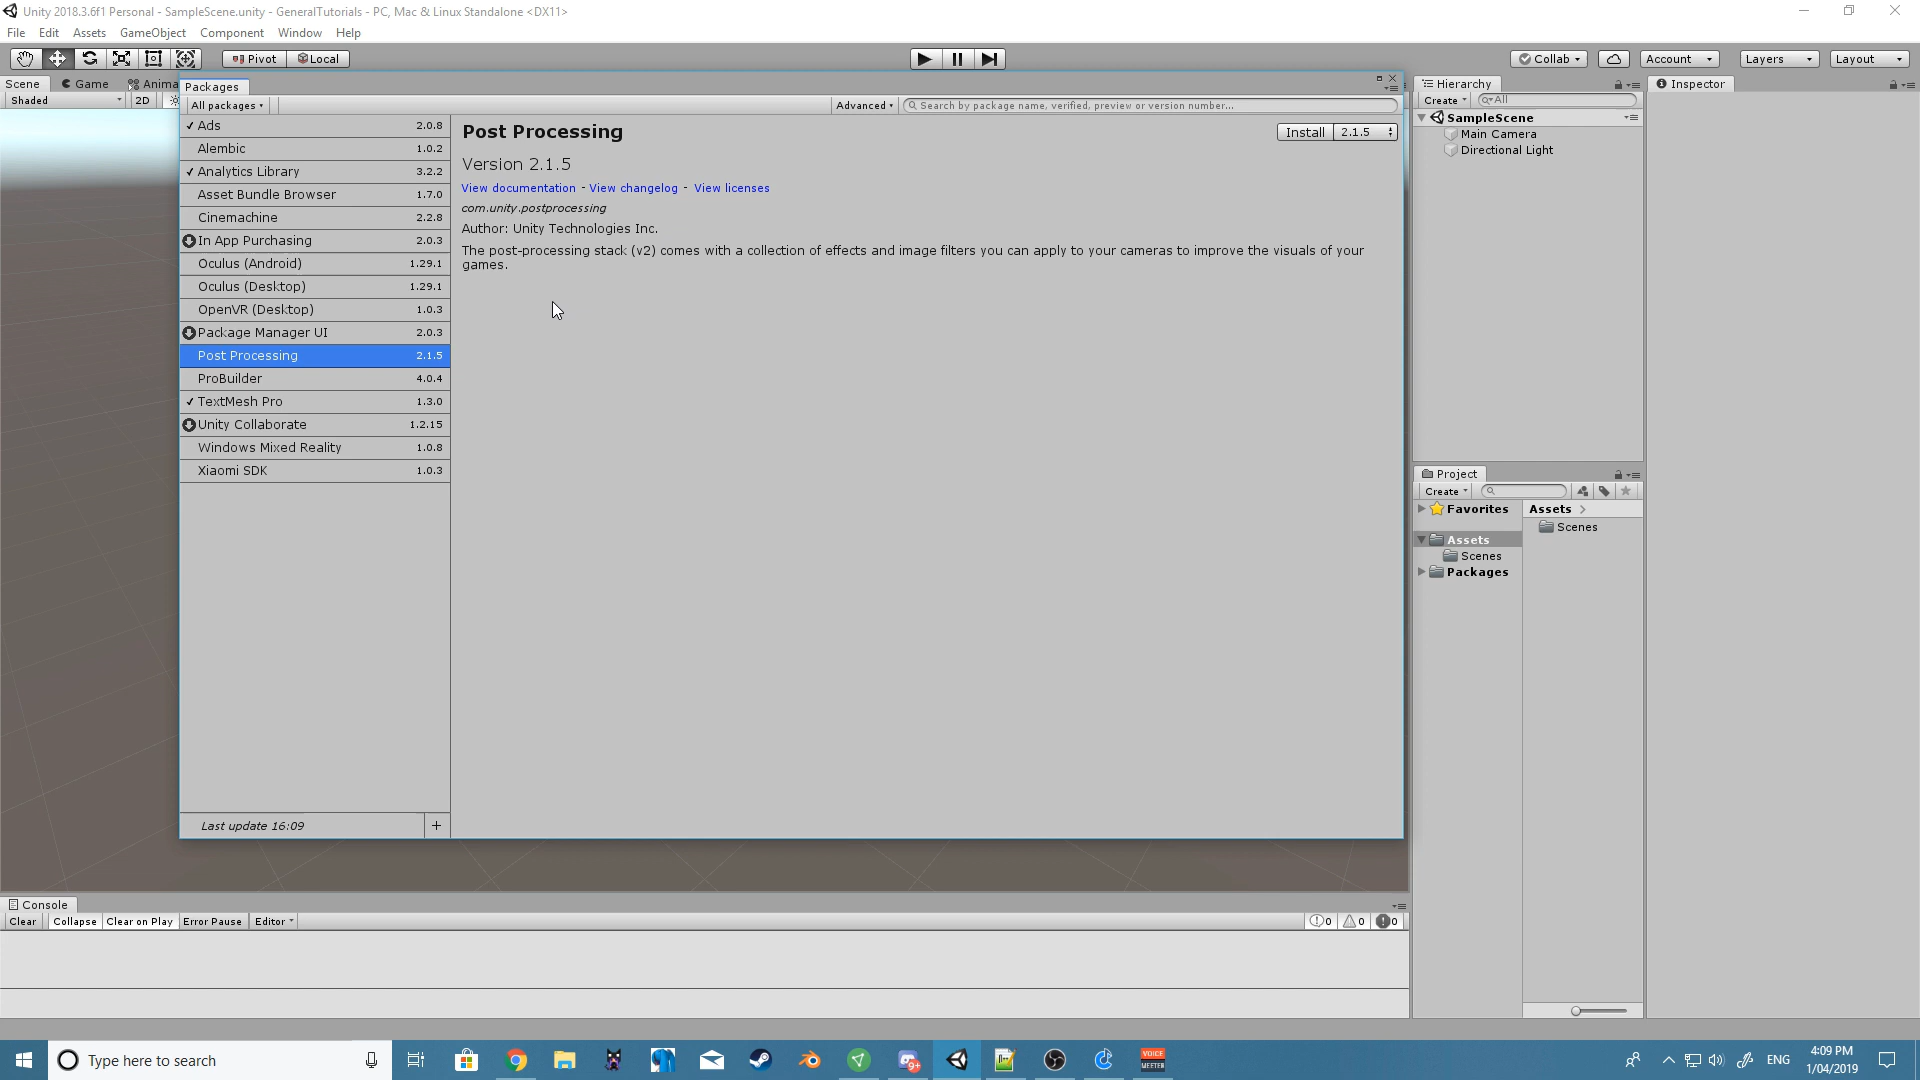 Unity 2018.3.6f1 Personal - SampleScene.unity - GeneralTutorials - PC, Mac & Linux Standalone <DX11>
File Edit Assets GameObject Component Window Help
Pivot Local Collab Account Layers Layout
Scene Game Anima
Shaded 2D
Packages
All packages Advanced Search by package name, verified, preview or version number...
✓ Ads 2.0.8
Alembic 1.0.2
✓ Analytics Library 3.2.2
Asset Bundle Browser 1.7.0
Cinemachine 2.2.8
In App Purchasing 2.0.3
Oculus (Android) 1.29.1
Oculus (Desktop) 1.29.1
OpenVR (Desktop) 1.0.3
Package Manager UI 2.0.3
Post Processing 2.1.5
ProBuilder 4.0.4
✓ TextMesh Pro 1.3.0
Unity Collaborate 1.2.15
Windows Mixed Reality 1.0.8
Xiaomi SDK 1.0.3
Last update 16:09 +
Post Processing
Install 2.1.5
Version 2.1.5
View documentation - View changelog - View licenses
com.unity.postprocessing
Author: Unity Technologies Inc.
The post-processing stack (v2) comes with a collection of effects and image filters you can apply to your cameras to improve the visuals of your
games.
Hierarchy
Create All
SampleScene
Main Camera
Directional Light
Inspector
Project
Create
Favorites
Assets
Scenes
Packages
Assets
Scenes
Console
Clear Collapse Clear on Play Error Pause Editor 0 0 0
Type here to search
9+
VOICE
MEETER
ENG
4:09 PM
1/04/2019